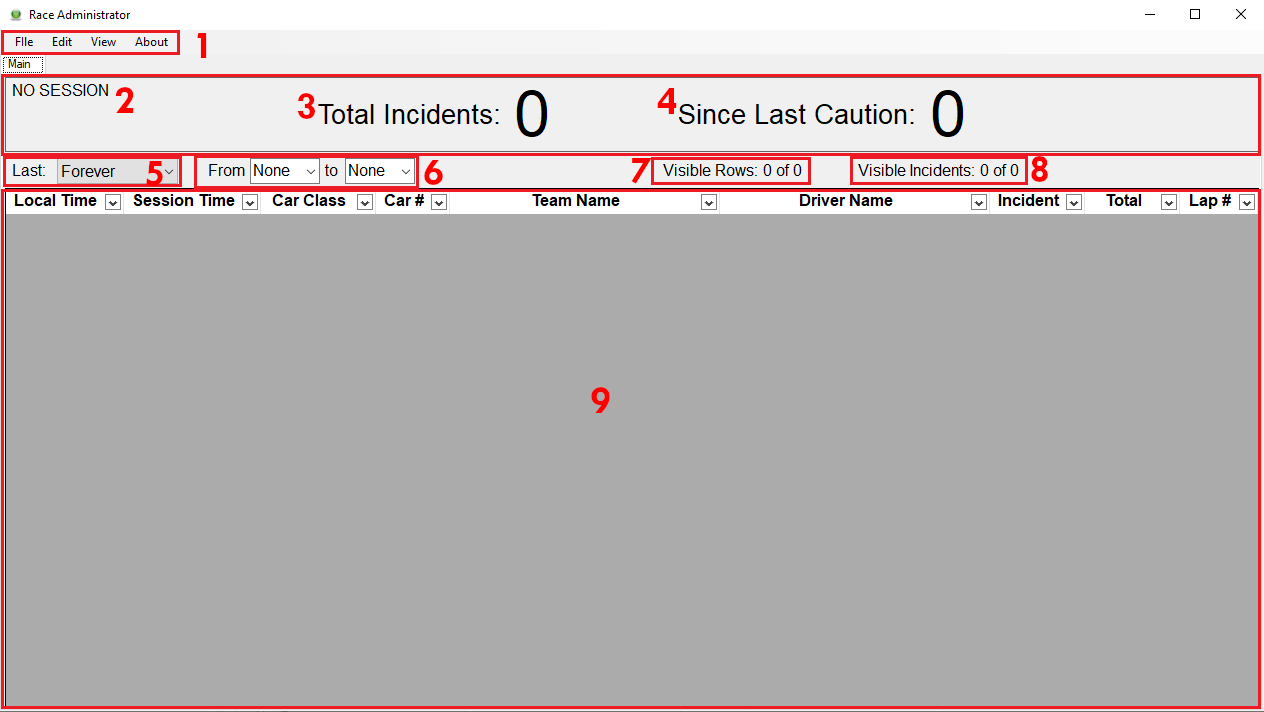 Race Administrator
FIle Edit View About 1
Main
NO SESSION 2 3 Total Incidents: 0 4 Since Last Caution: 0
Last: Forever 5 From None to None 6 7 Visible Rows: 0 of 0 Visible Incidents: 0 of 0 8
Local Time Session Time Car Class Car # Team Name Driver Name Incident Total Lap #
9